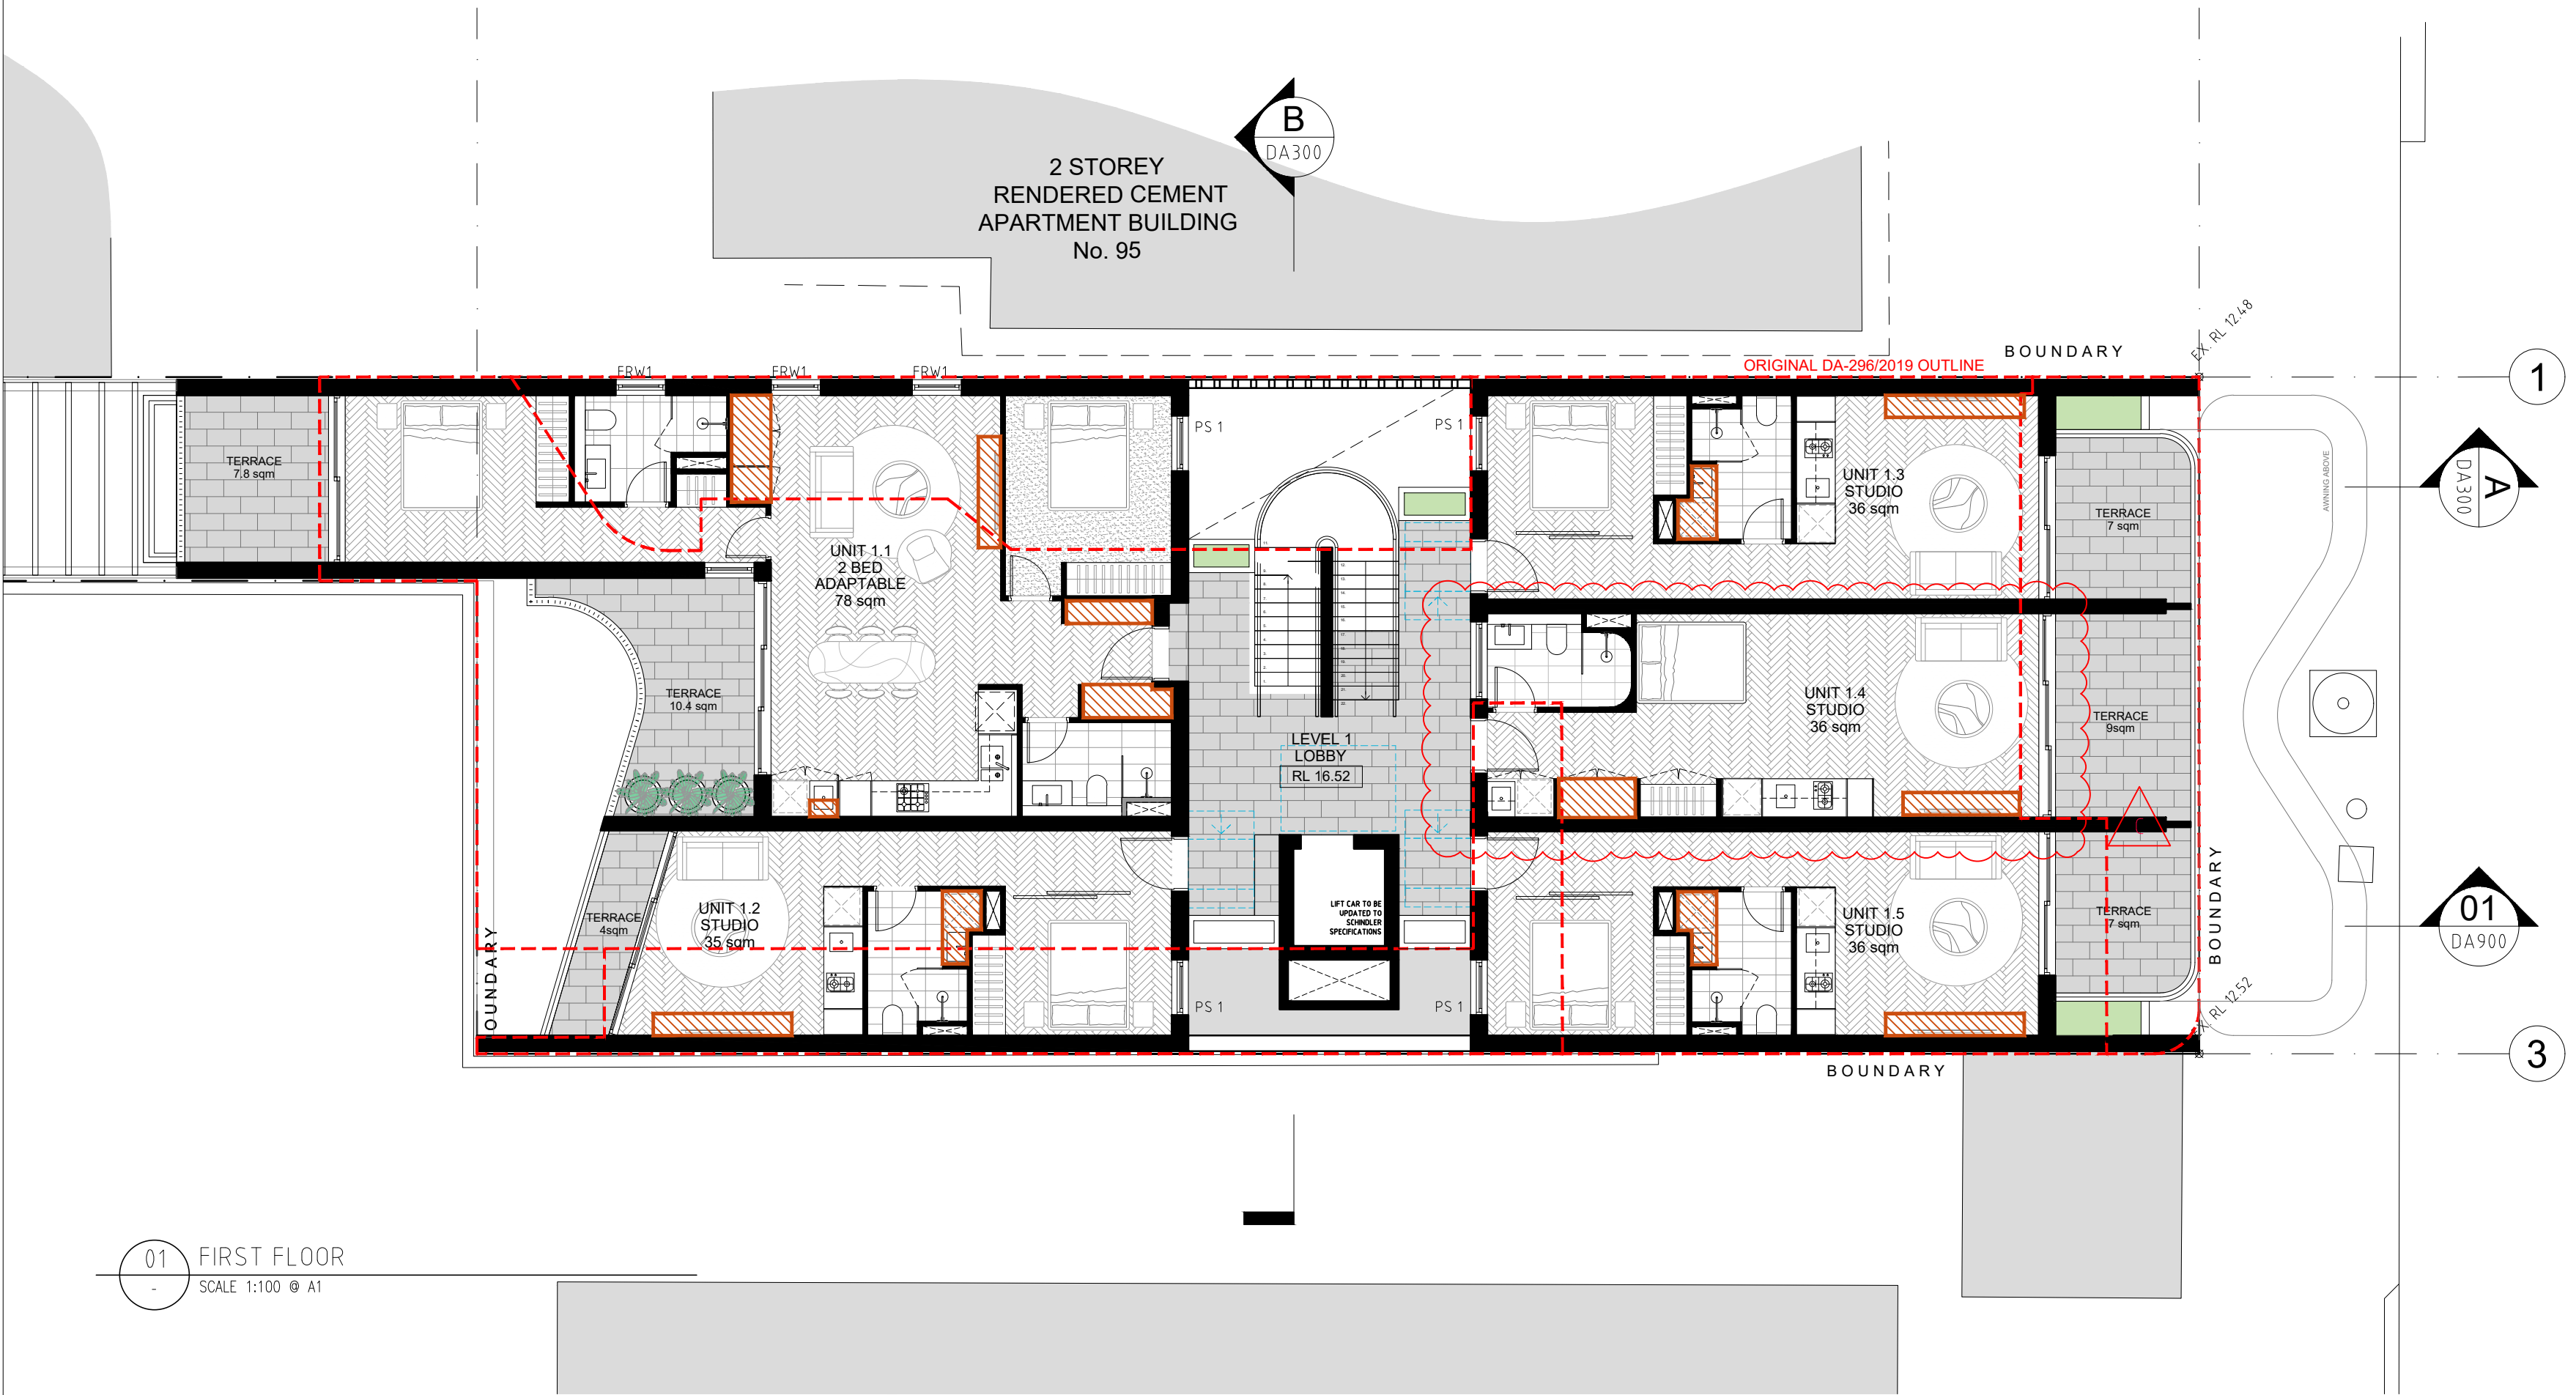 B
DA300
2 STOREY
RENDERED CEMENT
APARTMENT BUILDING
No. 95
EX. RL 12.48
BOUNDARY
ORIGINAL DA-296/2019 OUTLINE
1
FRW1
FRW1
FRW1
PS 1
PS 1
TERRACE
7.8 sqm
UNIT 1.1
2 BED
ADAPTABLE
78 sqm
UNIT 1.3
STUDIO
36 sqm
TERRACE
7 sqm
AWNING ABOVE
A
DA300
TERRACE
10.4 sqm
LEVEL 1
LOBBY
RL 16.52
UNIT 1.4
STUDIO
36 sqm
TERRACE
9sqm
C
BOUNDARY
UNIT 1.2
STUDIO
35 sqm
TERRACE
4sqm
OUNDARY
LIFT CAR TO BE
UPDATED TO
SCHINDLER
SPECIFICATIONS
UNIT 1.5
STUDIO
36 sqm
TERRACE
7 sqm
01
DA900
PS 1
PS 1
X. RL 12.52
3
BOUNDARY
01
-
FIRST FLOOR
SCALE 1:100 @ A1